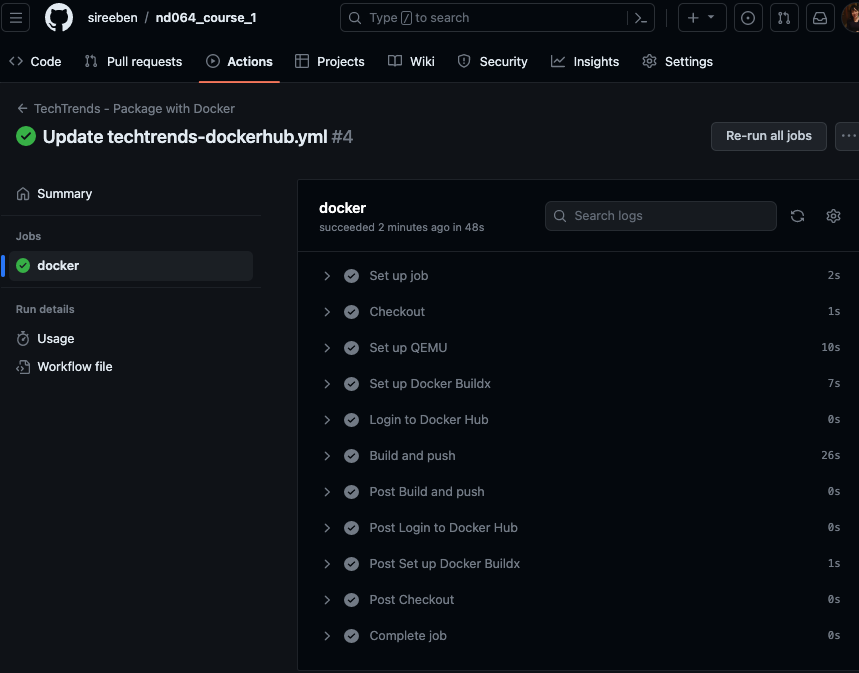 sireeben / nd064_course_1
Type / to search
Code
Pull requests
Actions
Projects
Wiki
Security
Insights
Settings
TechTrends - Package with Docker
Update techtrends-dockerhub.yml #4
Re-run all jobs
Summary
Jobs
docker
Run details
Usage
Workflow file
docker
succeeded 2 minutes ago in 48s
Search logs
Set up job 2s
Checkout 1s
Set up QEMU 10s
Set up Docker Buildx 7s
Login to Docker Hub 0s
Build and push 26s
Post Build and push 0s
Post Login to Docker Hub 0s
Post Set up Docker Buildx 1s
Post Checkout 0s
Complete job 0s